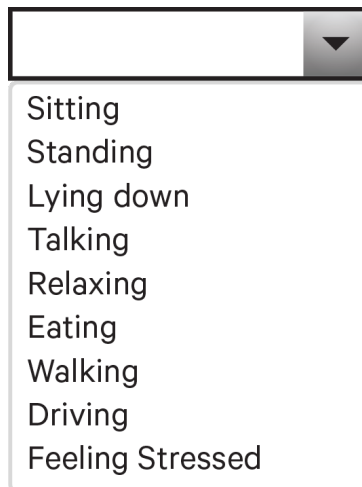 Sitting
Standing
Lying down
Talking
Relaxing
Eating
Walking
Driving
Feeling Stressed